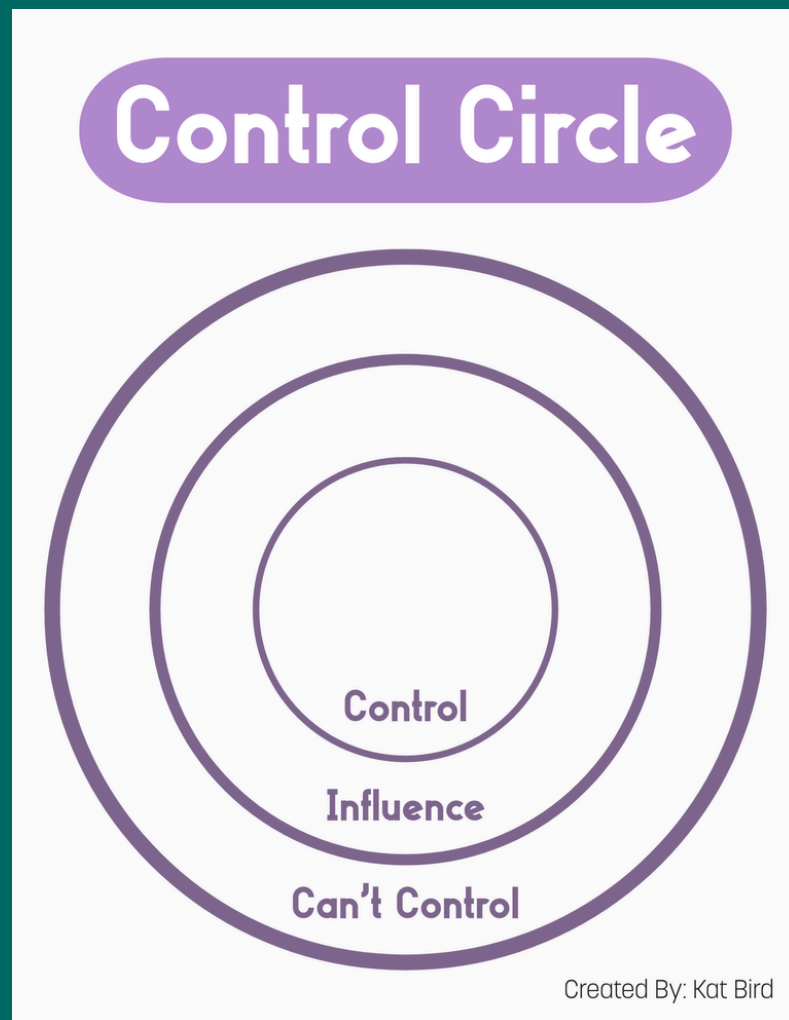 Control Circle
Control
Influence
Can't Control
Created By: Kat Bird